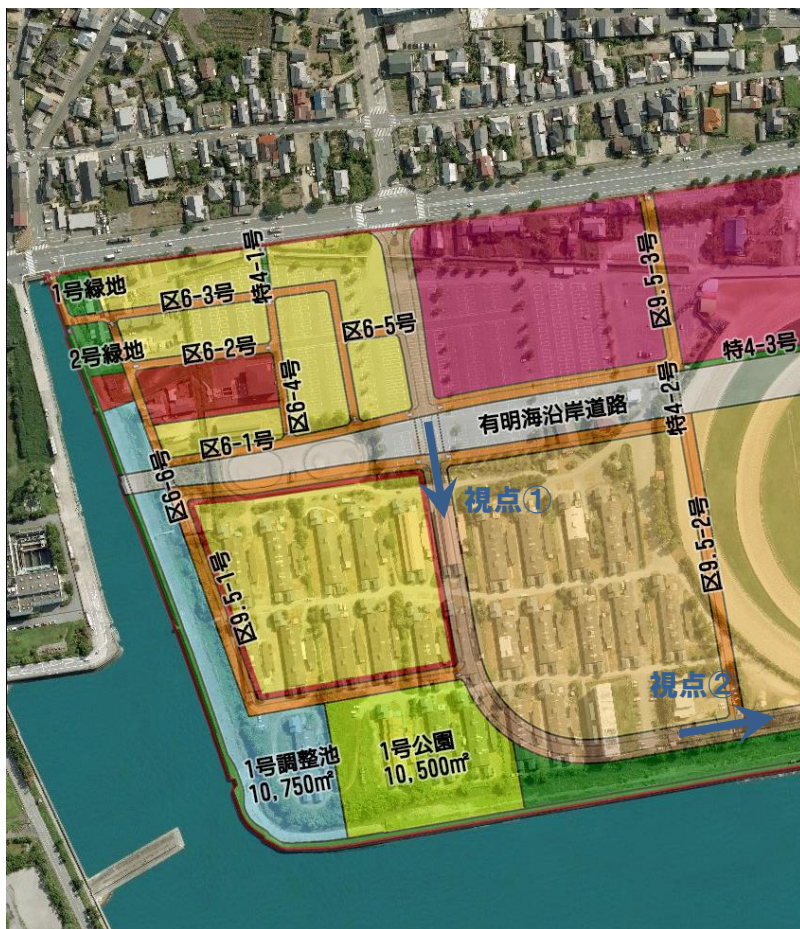 1号緑地
区6-3号
特4-1号
区9.5-3号
2号緑地
区6-2号
区6-5号
区6-4号
特4-3号
特4-2号
有明海沿岸道路
区6-1号
区6-6号
視点①
区9.5-1号
区9.5-2号
視点②
1号調整池
10,750㎡
1号公園
10,500㎡